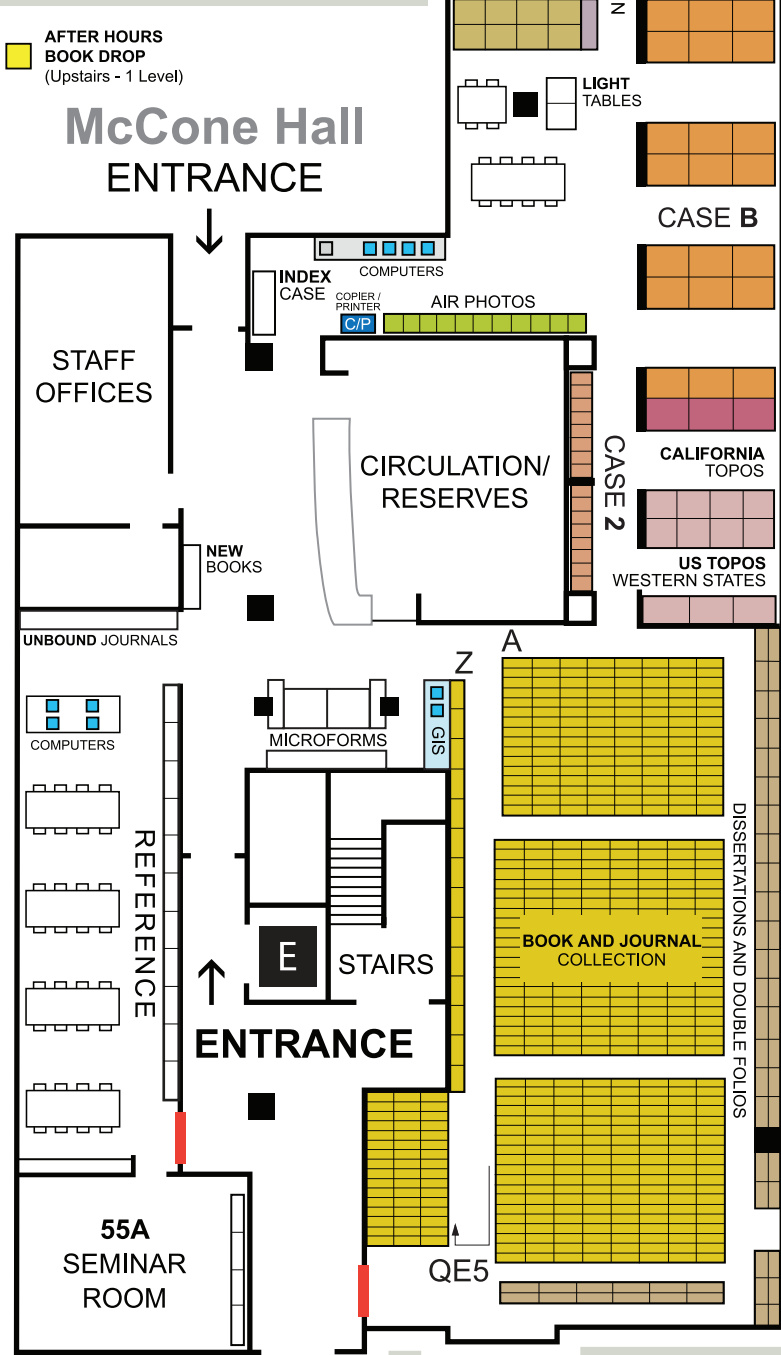 AFTER HOURS
BOOK DROP
(Upstairs - 1 Level)
McCone Hall
ENTRANCE
N
LIGHT
TABLES
CASE B
COMPUTERS
INDEX
CASE
COPIER /
PRINTER
C/P
AIR PHOTOS
STAFF
OFFICES
CIRCULATION/
RESERVES
CASE 2
CALIFORNIA
TOPOS
US TOPOS
WESTERN STATES
NEW
BOOKS
UNBOUND JOURNALS
Z
A
COMPUTERS
MICROFORMS
GIS
REFERENCE
DISSERTATIONS AND DOUBLE FOLIOS
BOOK AND JOURNAL
COLLECTION
E
STAIRS
ENTRANCE
55A
SEMINAR
ROOM
QE5